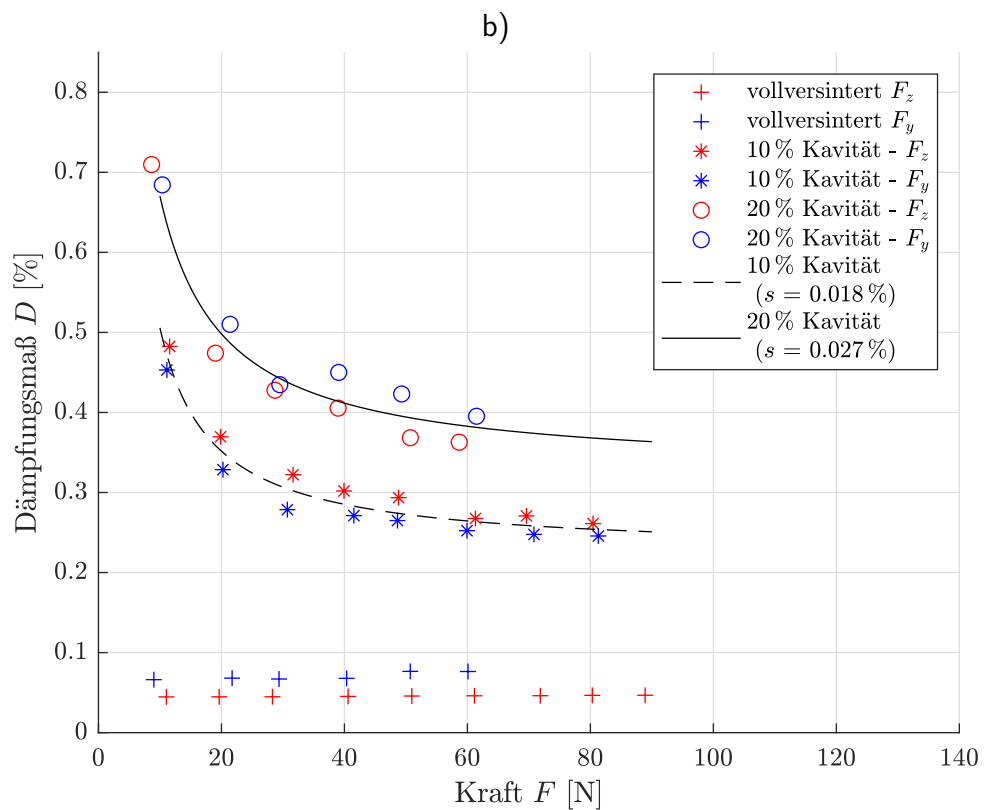 b)
Dämpfungsmaß D [%]
0.8
0.7
0.6
0.5
0.4
0.3
0.2
0.1
0
0 20 40 60 80 100 120 140
Kraft F [N]
vollversintert F_z
vollversintert F_y
10 % Kavität - F_z
10 % Kavität - F_y
20 % Kavität - F_z
20 % Kavität - F_y
10 % Kavität
(s = 0.018 %)
20 % Kavität
(s = 0.027 %)